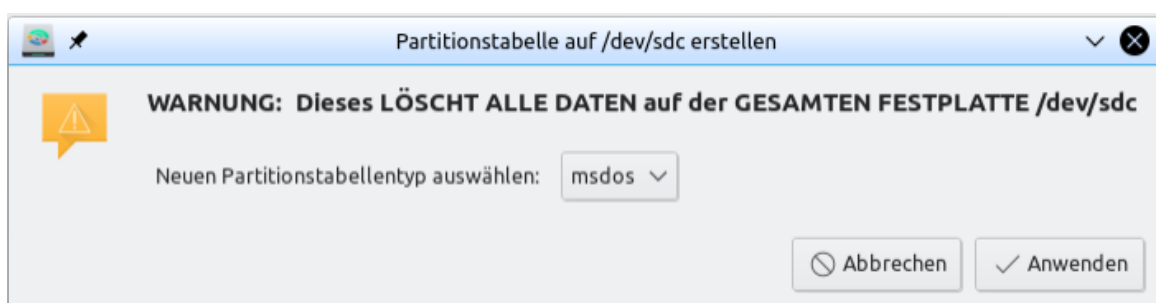 Partitionstabelle auf /dev/sdc erstellen
WARNUNG: Dieses LÖSCHT ALLE DATEN auf der GESAMTEN FESTPLATTE /dev/sdc
Neuen Partitionstabellentyp auswählen: msdos
Abbrechen Anwenden